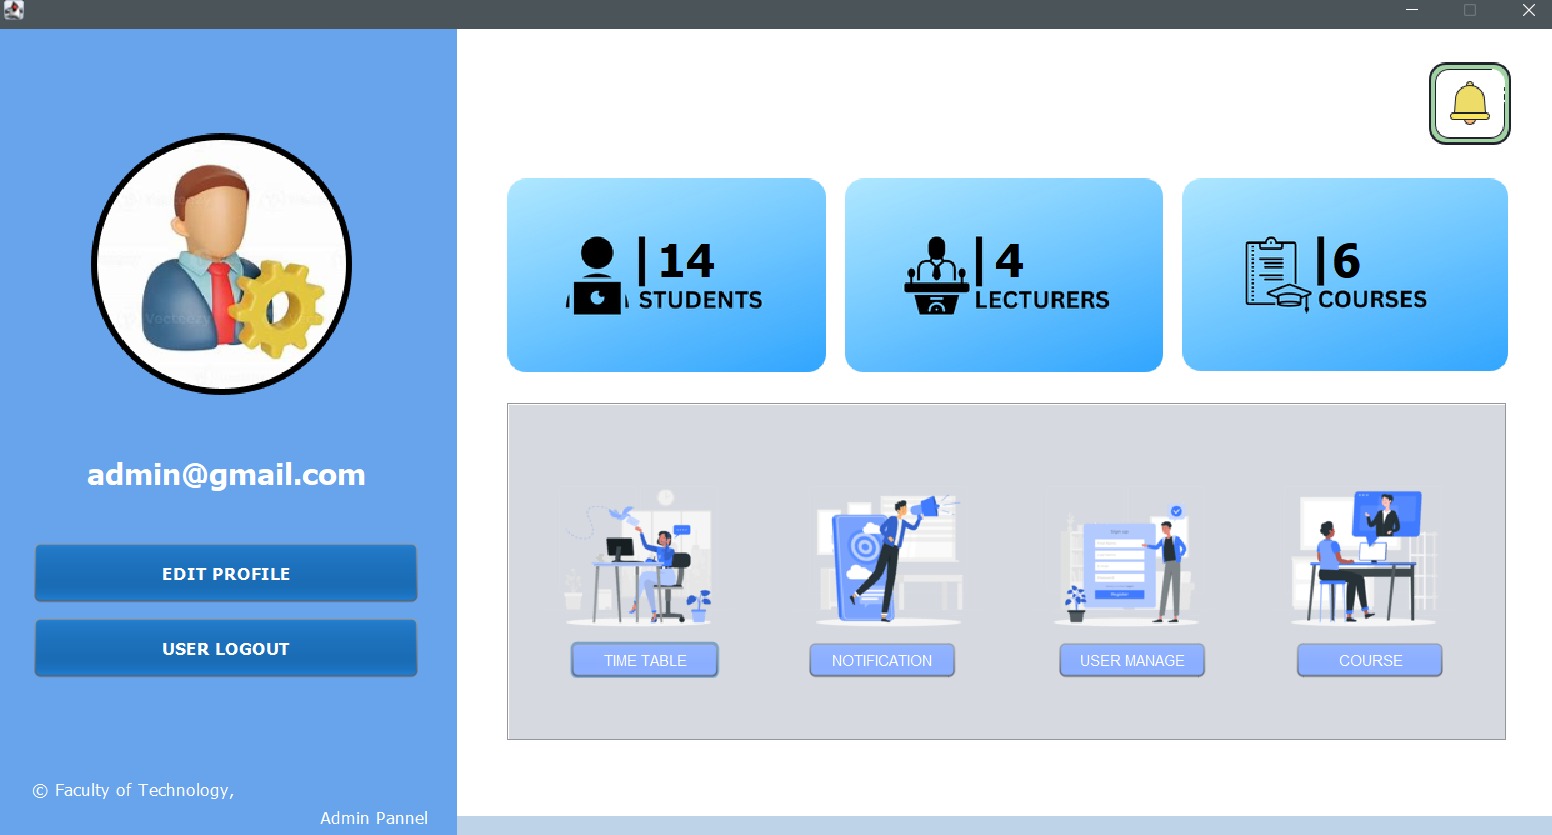 admin@gmail.com
EDIT PROFILE
USER LOGOUT
© Faculty of Technology,
Admin Pannel
14
STUDENTS
4
LECTURERS
6
COURSES
TIME TABLE
NOTIFICATION
USER MANAGE
COURSE